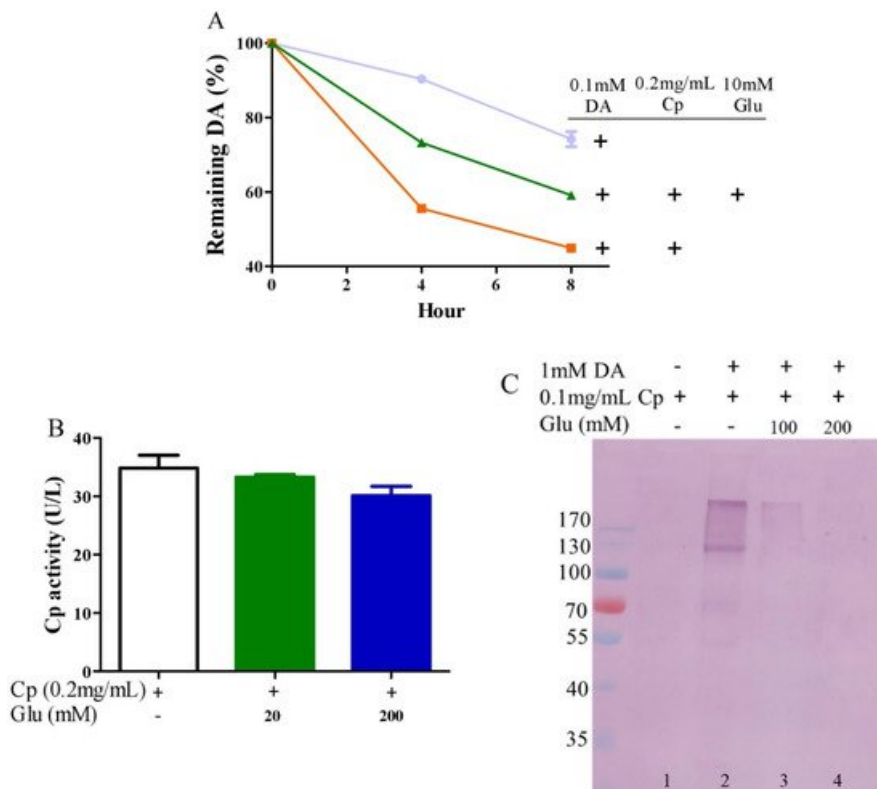 A
Remaining DA (%)
100
80
60
40
0 2 4 6 8
Hour
0.1mM 0.2mg/mL 10mM
DA Cp Glu
+
+ + +
+ +
B
Cp activity (U/L)
40
30
20
10
0
Cp (0.2mg/mL) + + +
Glu (mM) - 20 200
C
1mM DA - + + +
0.1mg/mL Cp + + + +
Glu (mM) - - 100 200
170
130
100
70
55
40
35
1 2 3 4